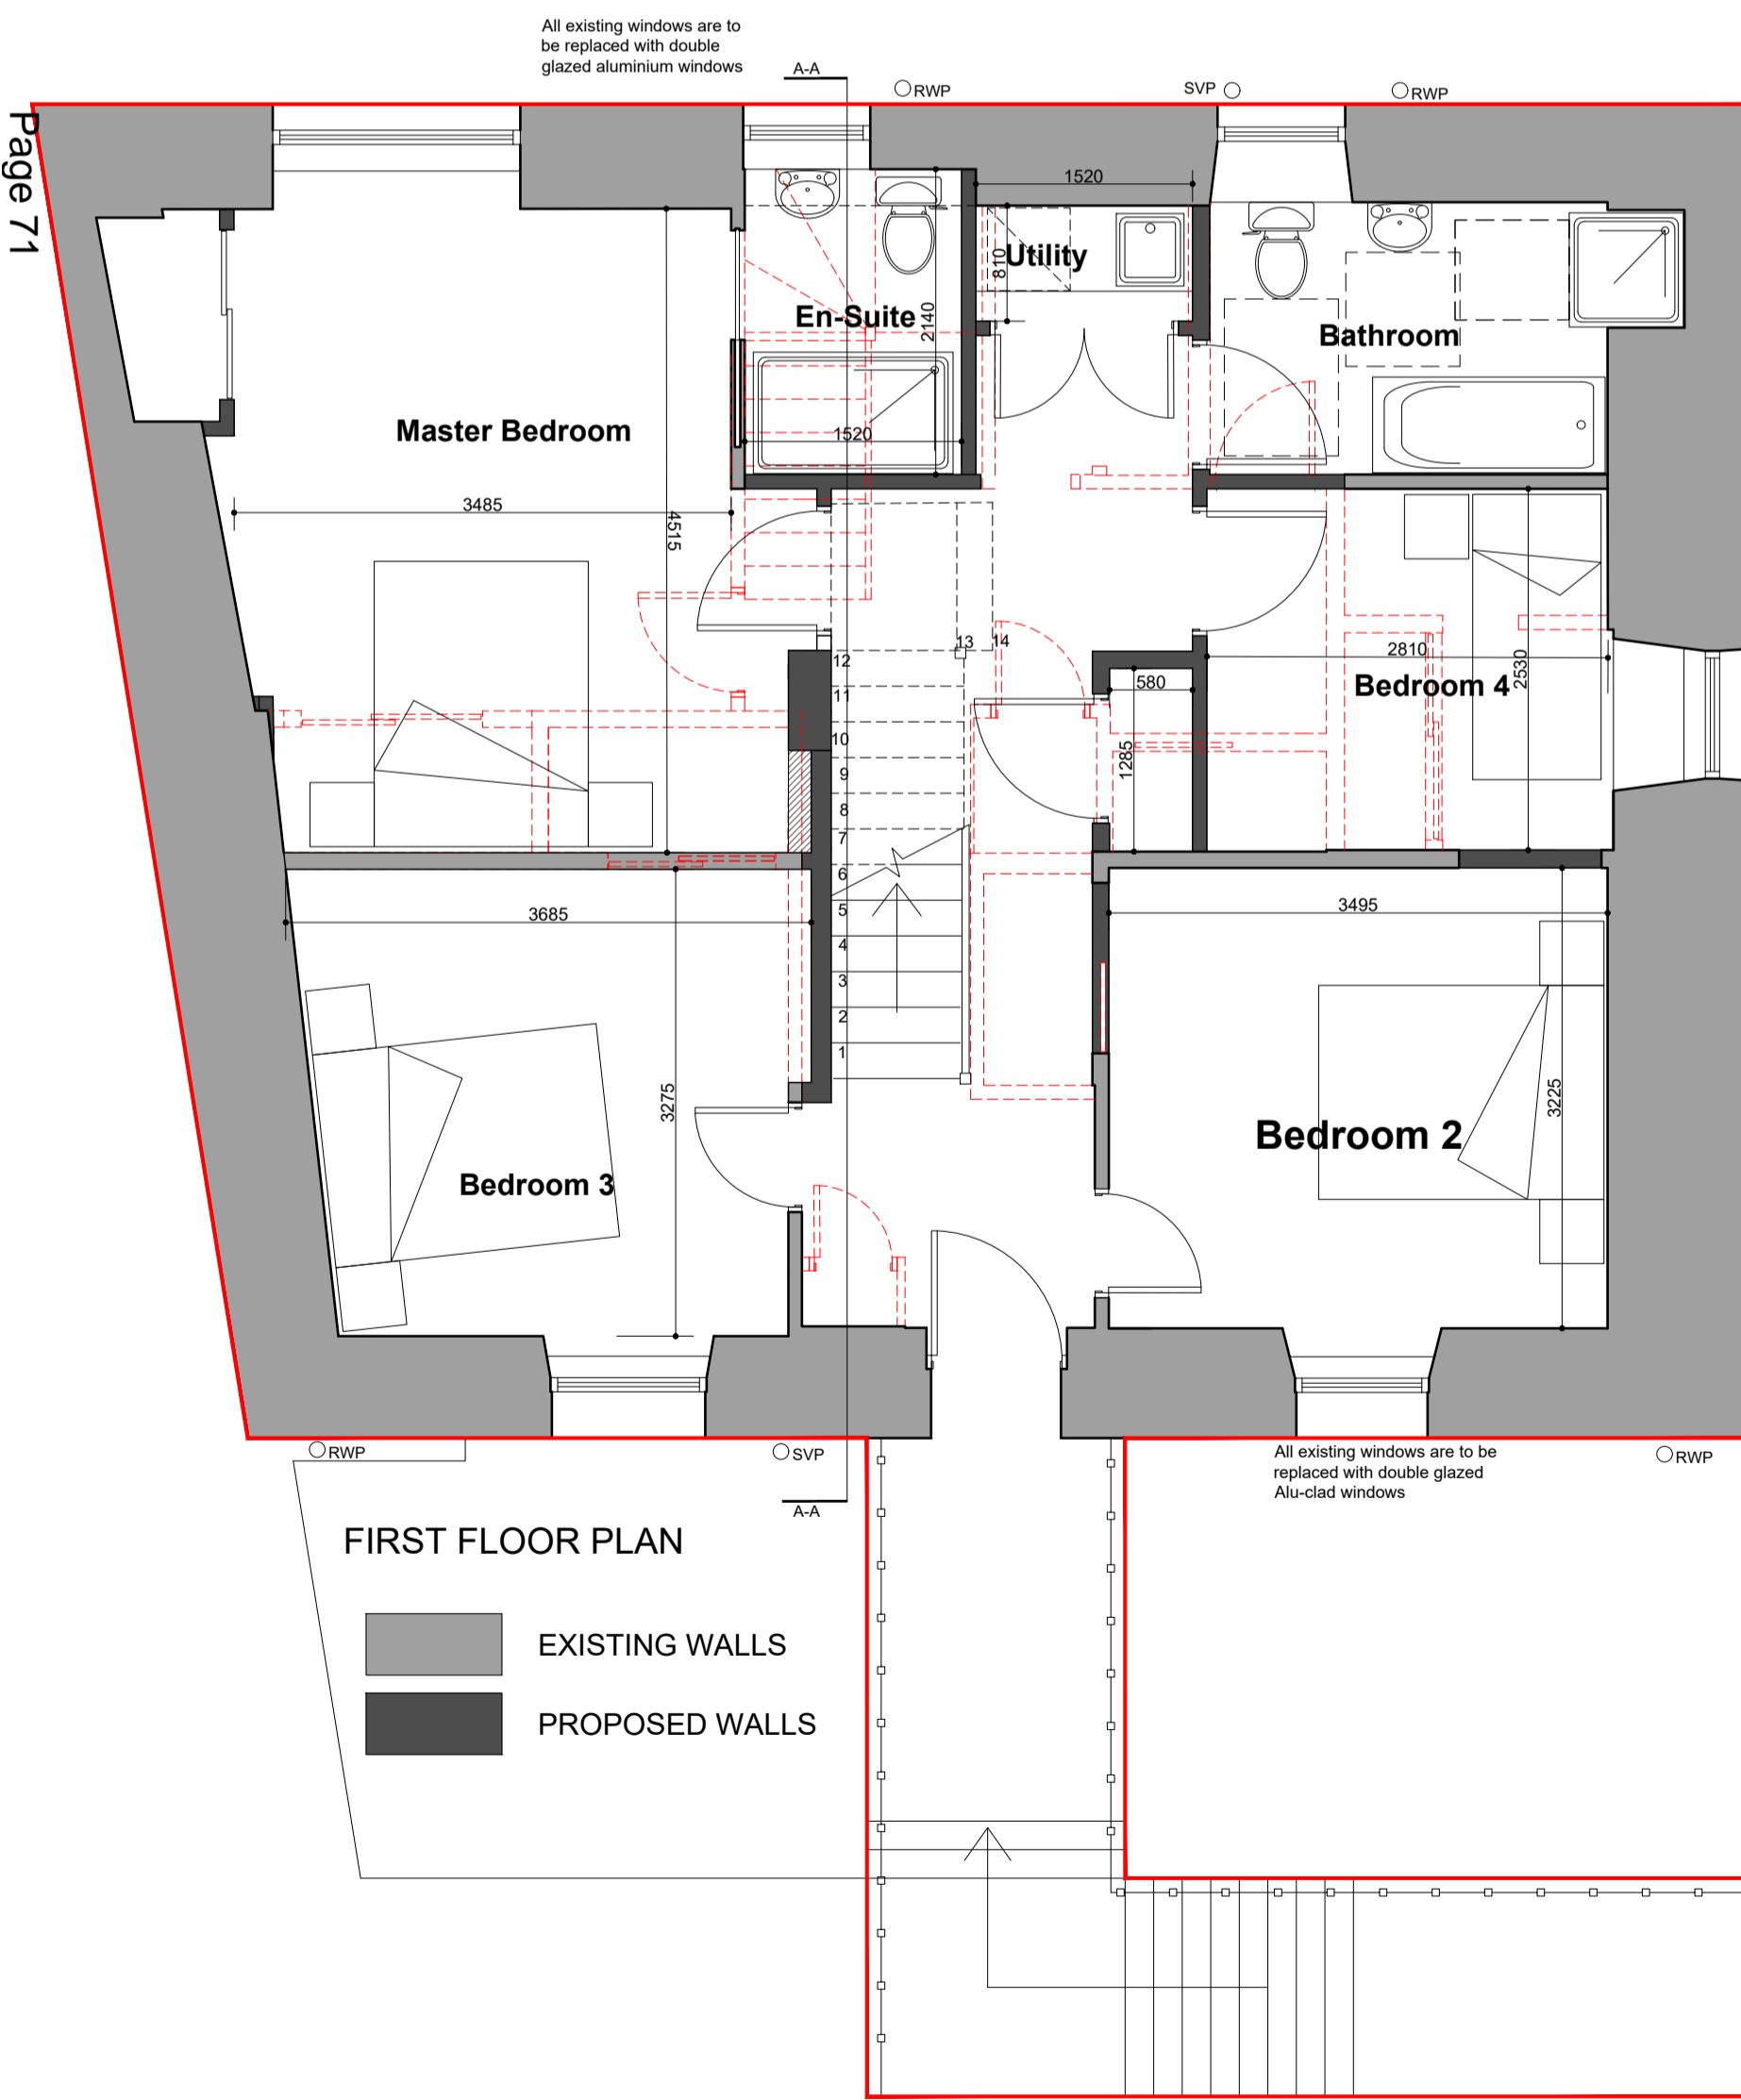 All existing windows are to
be replaced with double
glazed aluminium windows
A-A
RWP
SVP
RWP
Page 71
1520
Utility
810
En-Suite
2140
Bathroom
Master Bedroom
1520
3485
4515
13 14
12
11
10
9
8
7
6
5
4
3
2
1
580
1285
2810
2530
Bedroom 4
3685
3495
3275
3225
Bedroom 2
Bedroom 3
RWP
SVP
All existing windows are to be
replaced with double glazed
Alu-clad windows
RWP
A-A
FIRST FLOOR PLAN
EXISTING WALLS
PROPOSED WALLS